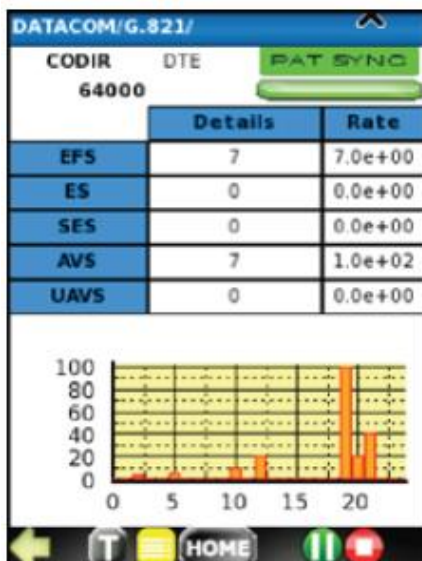 DATACOM/G.821/
CODIR DTE PAT SYNC
64000
Details Rate
EFS 7 7.0e+00
ES 0 0.0e+00
SES 0 0.0e+00
AVS 7 1.0e+02
UAVS 0 0.0e+00
100
80
60
40
20
0
0 5 10 15 20
T HOME